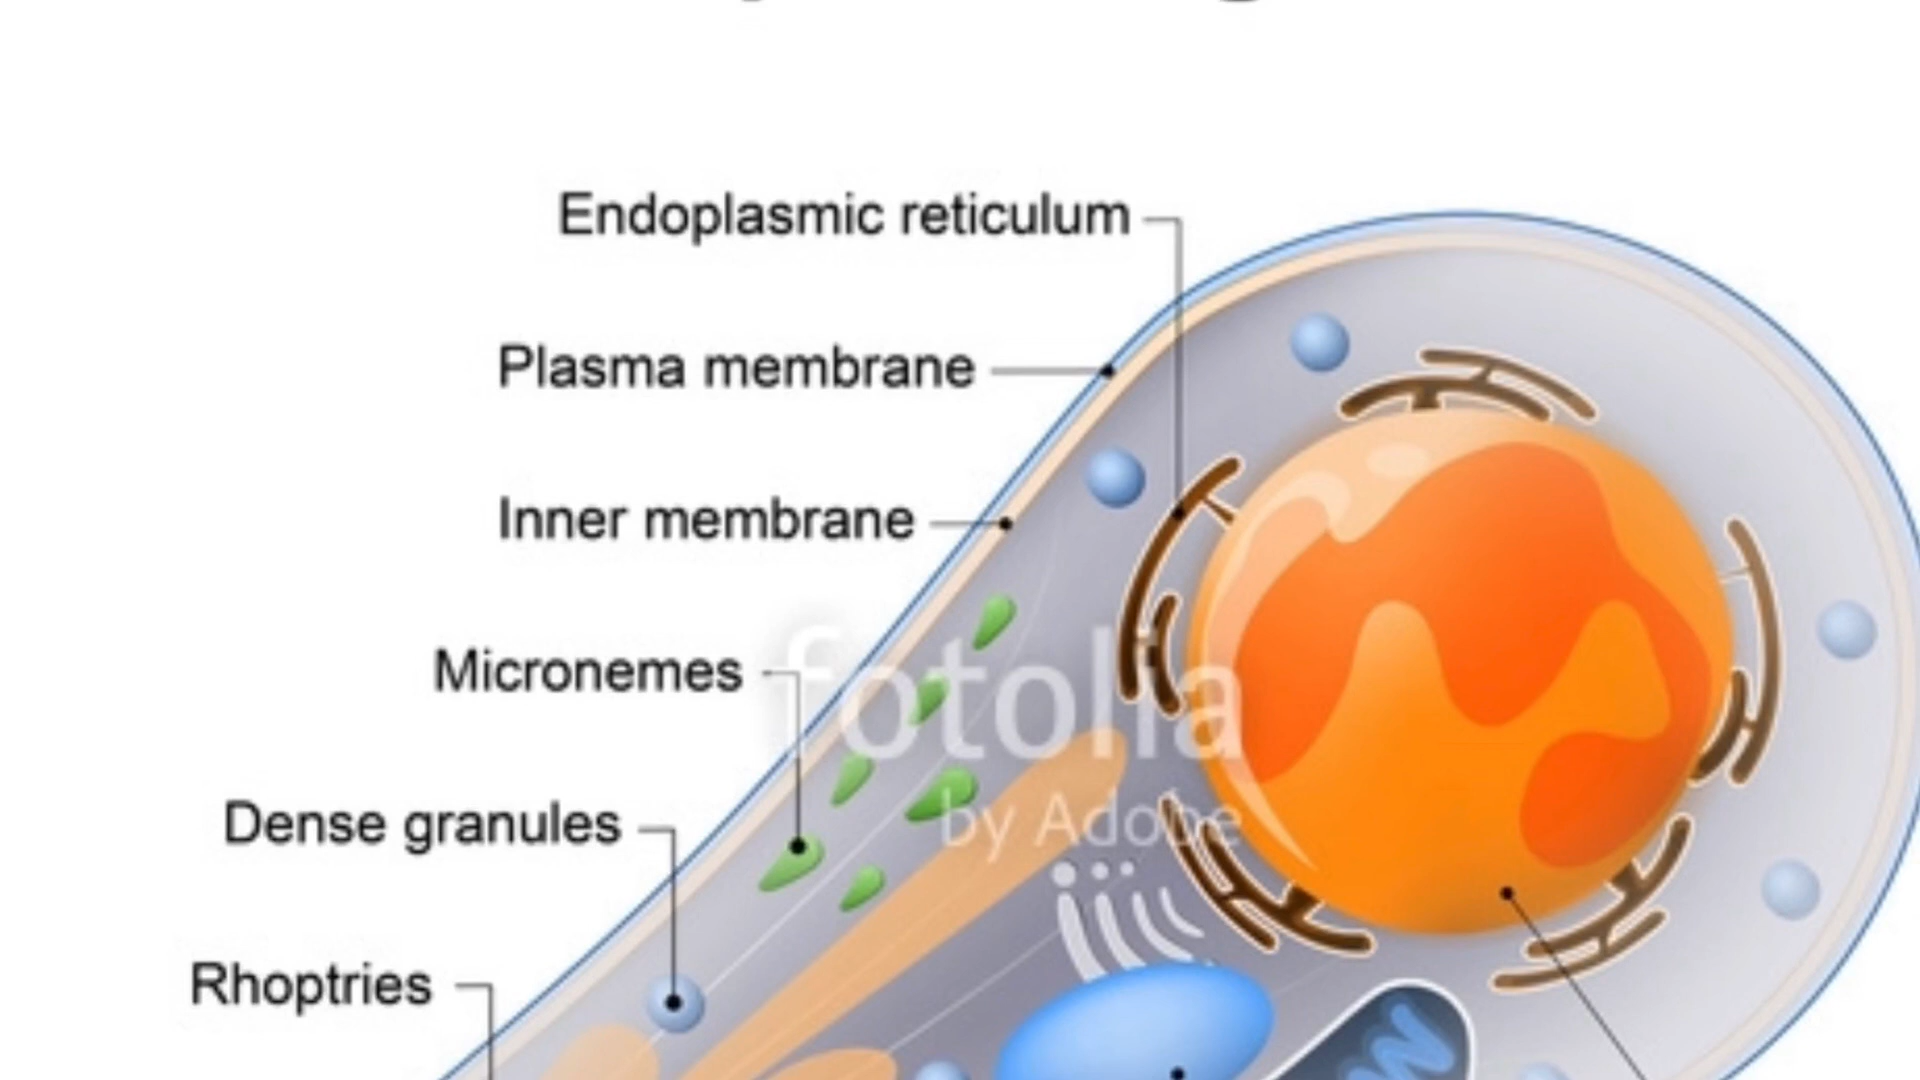 Endoplasmic reticulum
Plasma membrane
Inner membrane
Micronemes
fotolia
by Adobe
Dense granules
Rhoptries